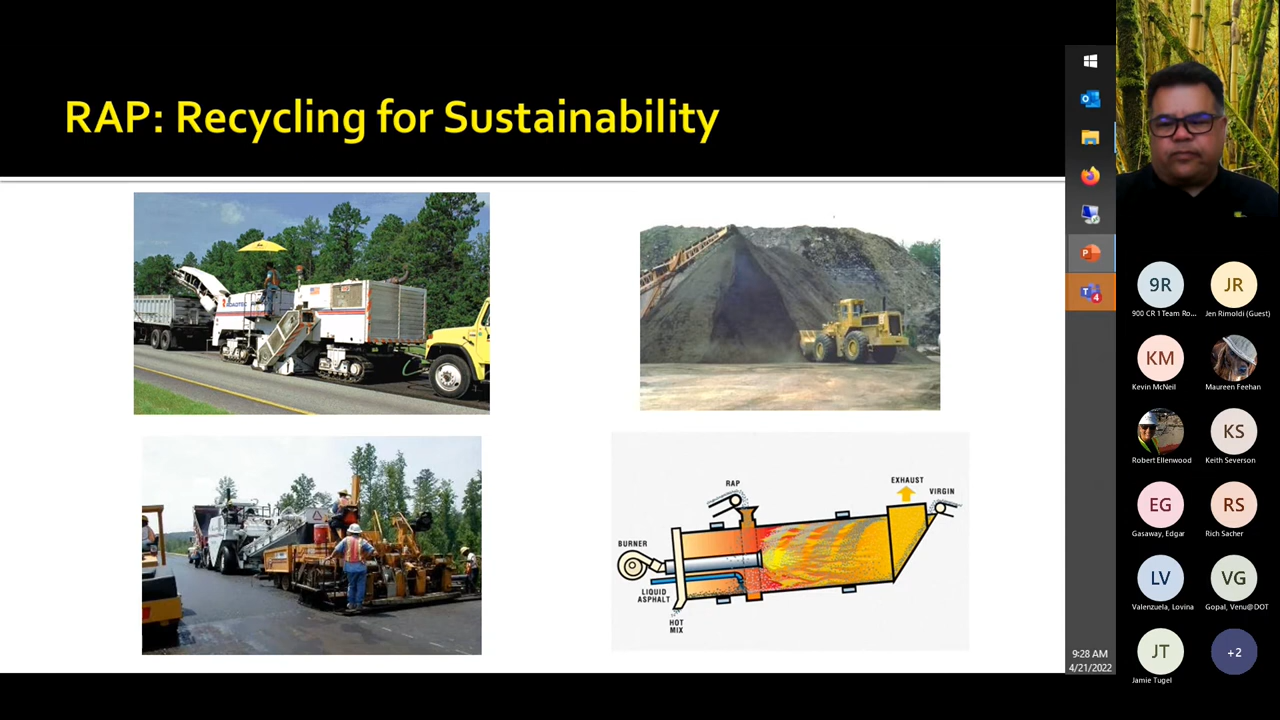 RAP: Recycling for Sustainability
ROADTEC
RAP
EXHAUST
VIRGIN
BURNER
LIQUID
ASPHALT
HOT
MIX
9:28 AM
4/21/2022
9R
JR
900 CR 1 Team Ro...
Jen Rimoldi (Guest)
KM
Kevin McNeil
Maureen Feehan
KS
Robert Ellenwood
Keith Severson
EG
RS
Gasaway, Edgar
Rich Sacher
LV
VG
Valenzuela, Lovina
Gopal, Venu@DOT
JT
+2
Jamie Tugel